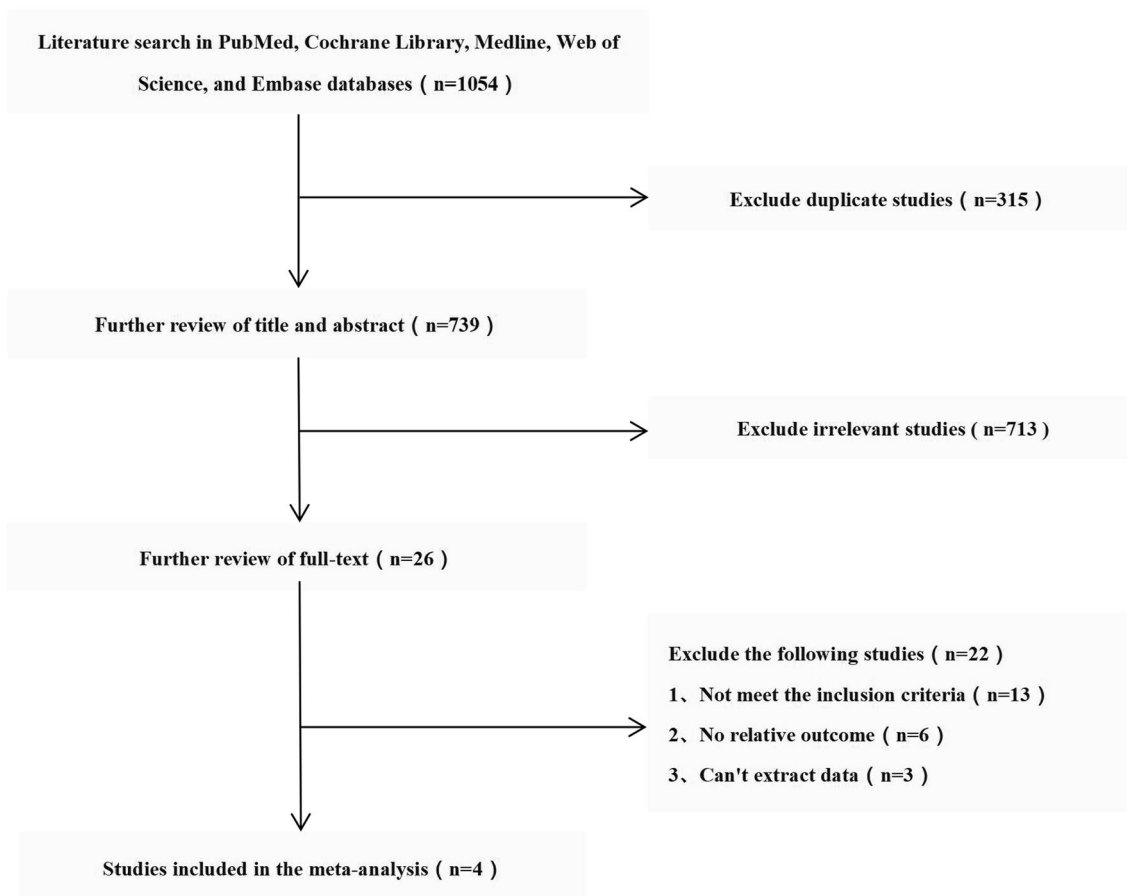 Literature search in PubMed, Cochrane Library, Medline, Web of
Science, and Embase databases ( n=1054 )
Exclude duplicate studies ( n=315 )
Further review of title and abstract ( n=739 )
Exclude irrelevant studies ( n=713 )
Further review of full-text ( n=26 )
Exclude the following studies ( n=22 )
1、Not meet the inclusion criteria ( n=13 )
2、No relative outcome ( n=6 )
3、Can't extract data ( n=3 )
Studies included in the meta-analysis ( n=4 )